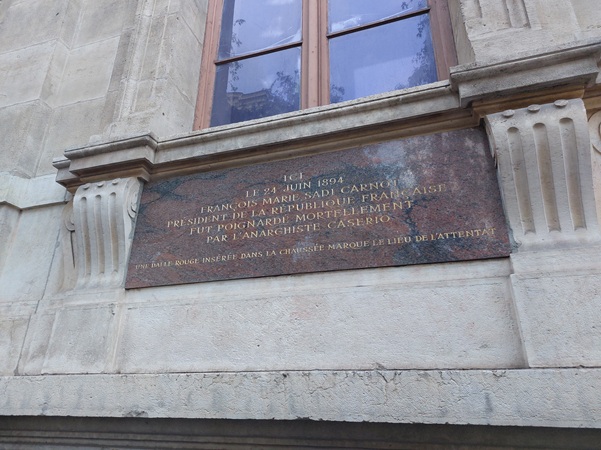 ICI
LE 24 JUIN 1894
FRANÇOIS MARIE SADI CARNOT
PRÉSIDENT DE LA RÉPUBLIQUE FRANÇAISE
FUT POIGNARDÉ MORTELLEMENT
PAR L'ANARCHISTE CASERIO
UNE DALLE ROUGE INSÉRÉE DANS LA CHAUSSÉE MARQUE LE LIEU DE L'ATTENTAT